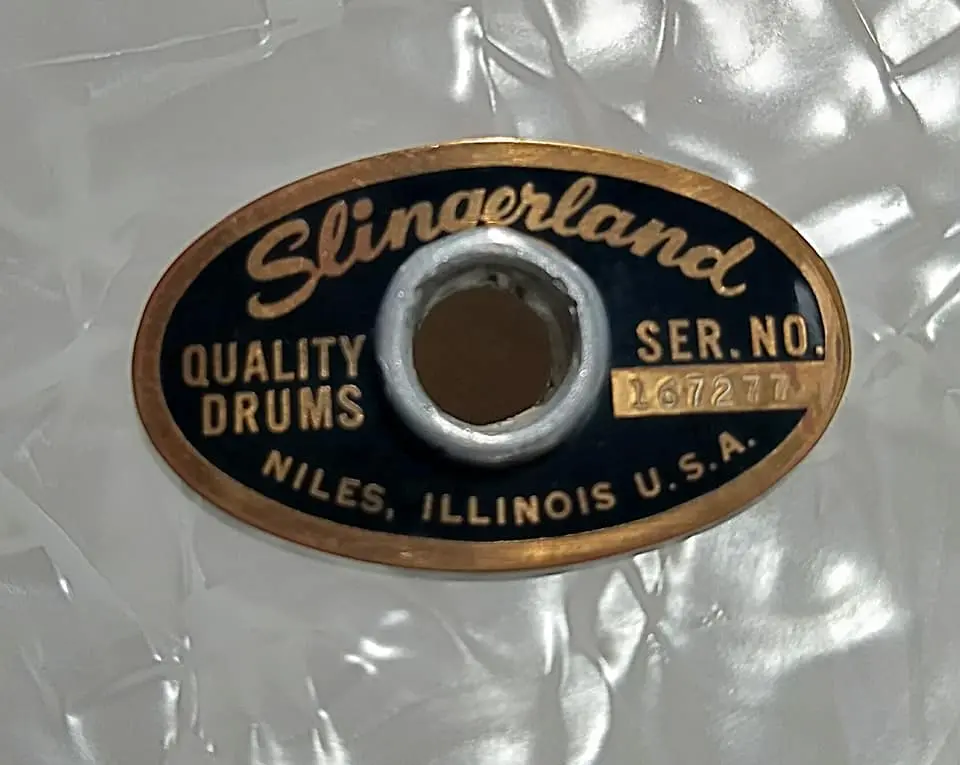 Slingerland
QUALITY
DRUMS
SER. NO.
167277
NILES, ILLINOIS U.S.A.